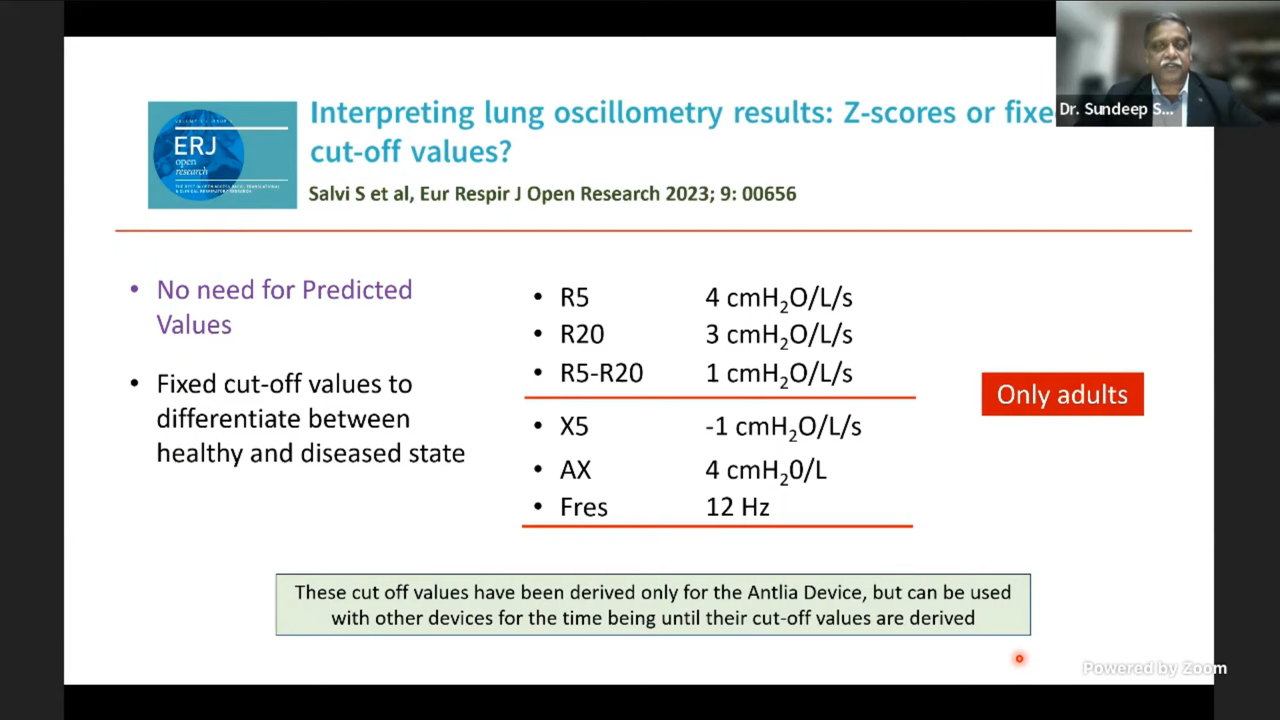 Interpreting lung oscillometry results: Z-scores or fixe
cut-off values?
Salvi S et al, Eur Respir J Open Research 2023; 9: 00656
ERJ
open
research
Dr. Sundeep S...
• No need for Predicted
Values
• Fixed cut-off values to
differentiate between
healthy and diseased state
• R5 4 cmH₂O/L/s
• R20 3 cmH₂O/L/s
• R5-R20 1 cmH₂O/L/s
• X5 -1 cmH₂O/L/s
• AX 4 cmH₂0/L
• Fres 12 Hz
Only adults
These cut off values have been derived only for the Antlia Device, but can be used
with other devices for the time being until their cut-off values are derived
Powered by Zoom